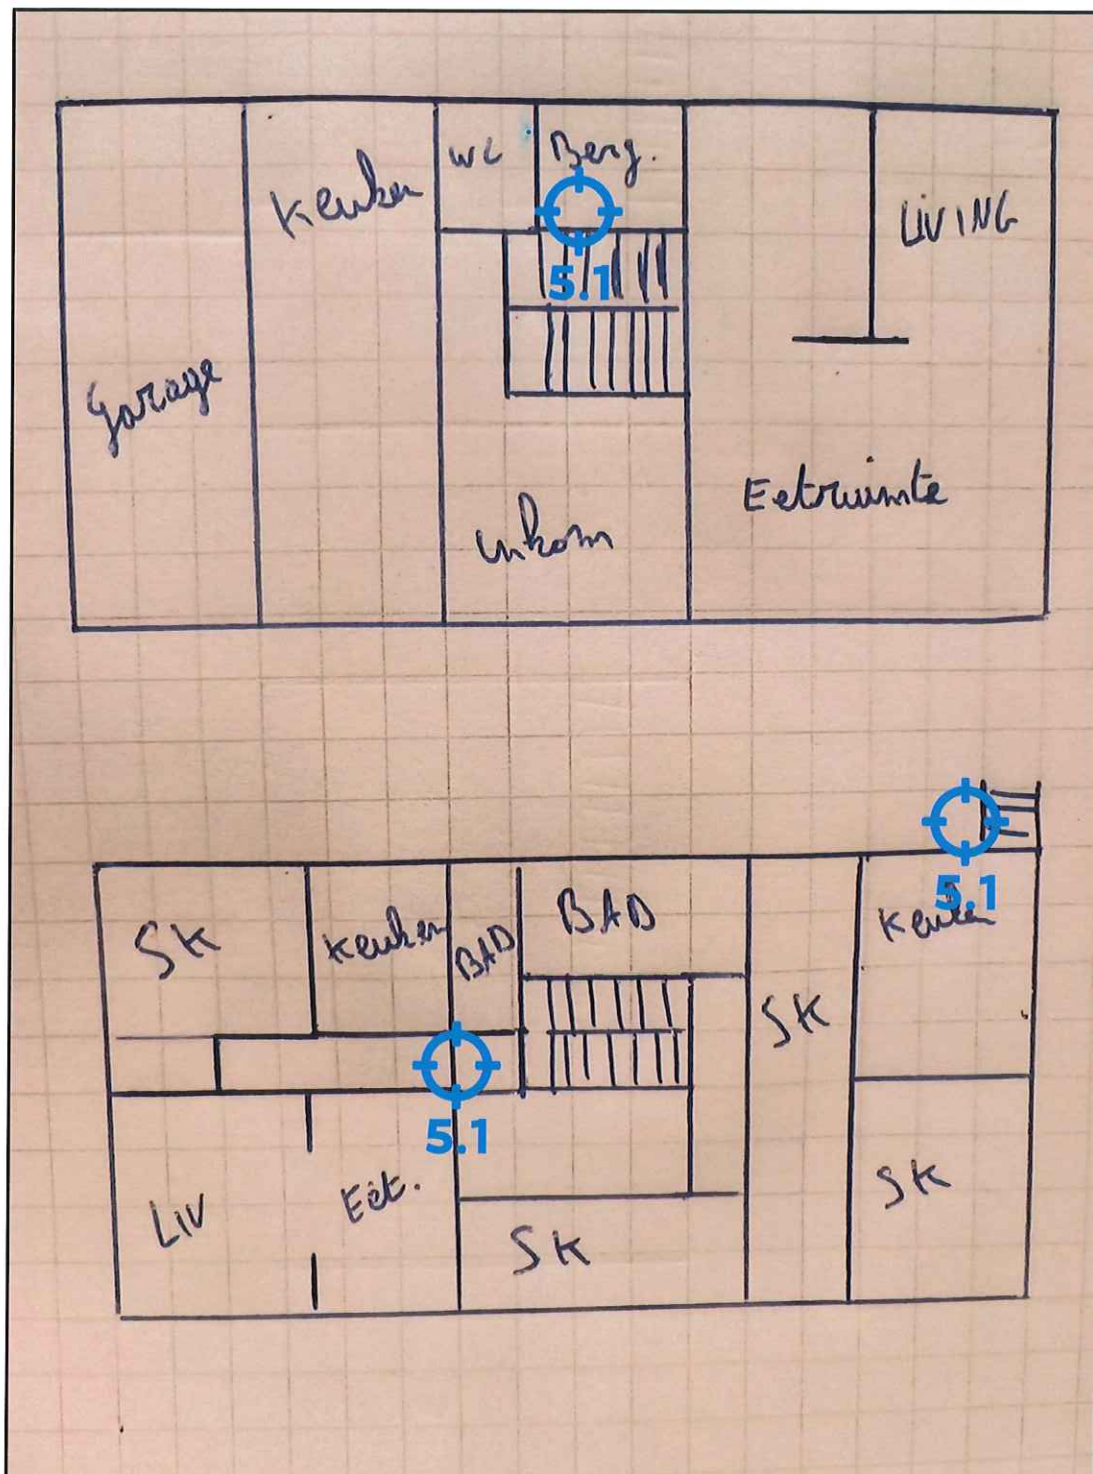 WC
Berg.
Keuken
LIVING
5.1
Garage
Eetruimte
inkom
5.1
Keuken
BAD
SK
Keuken
BAD
SK
5.1
SK
Eet.
LIV
SK